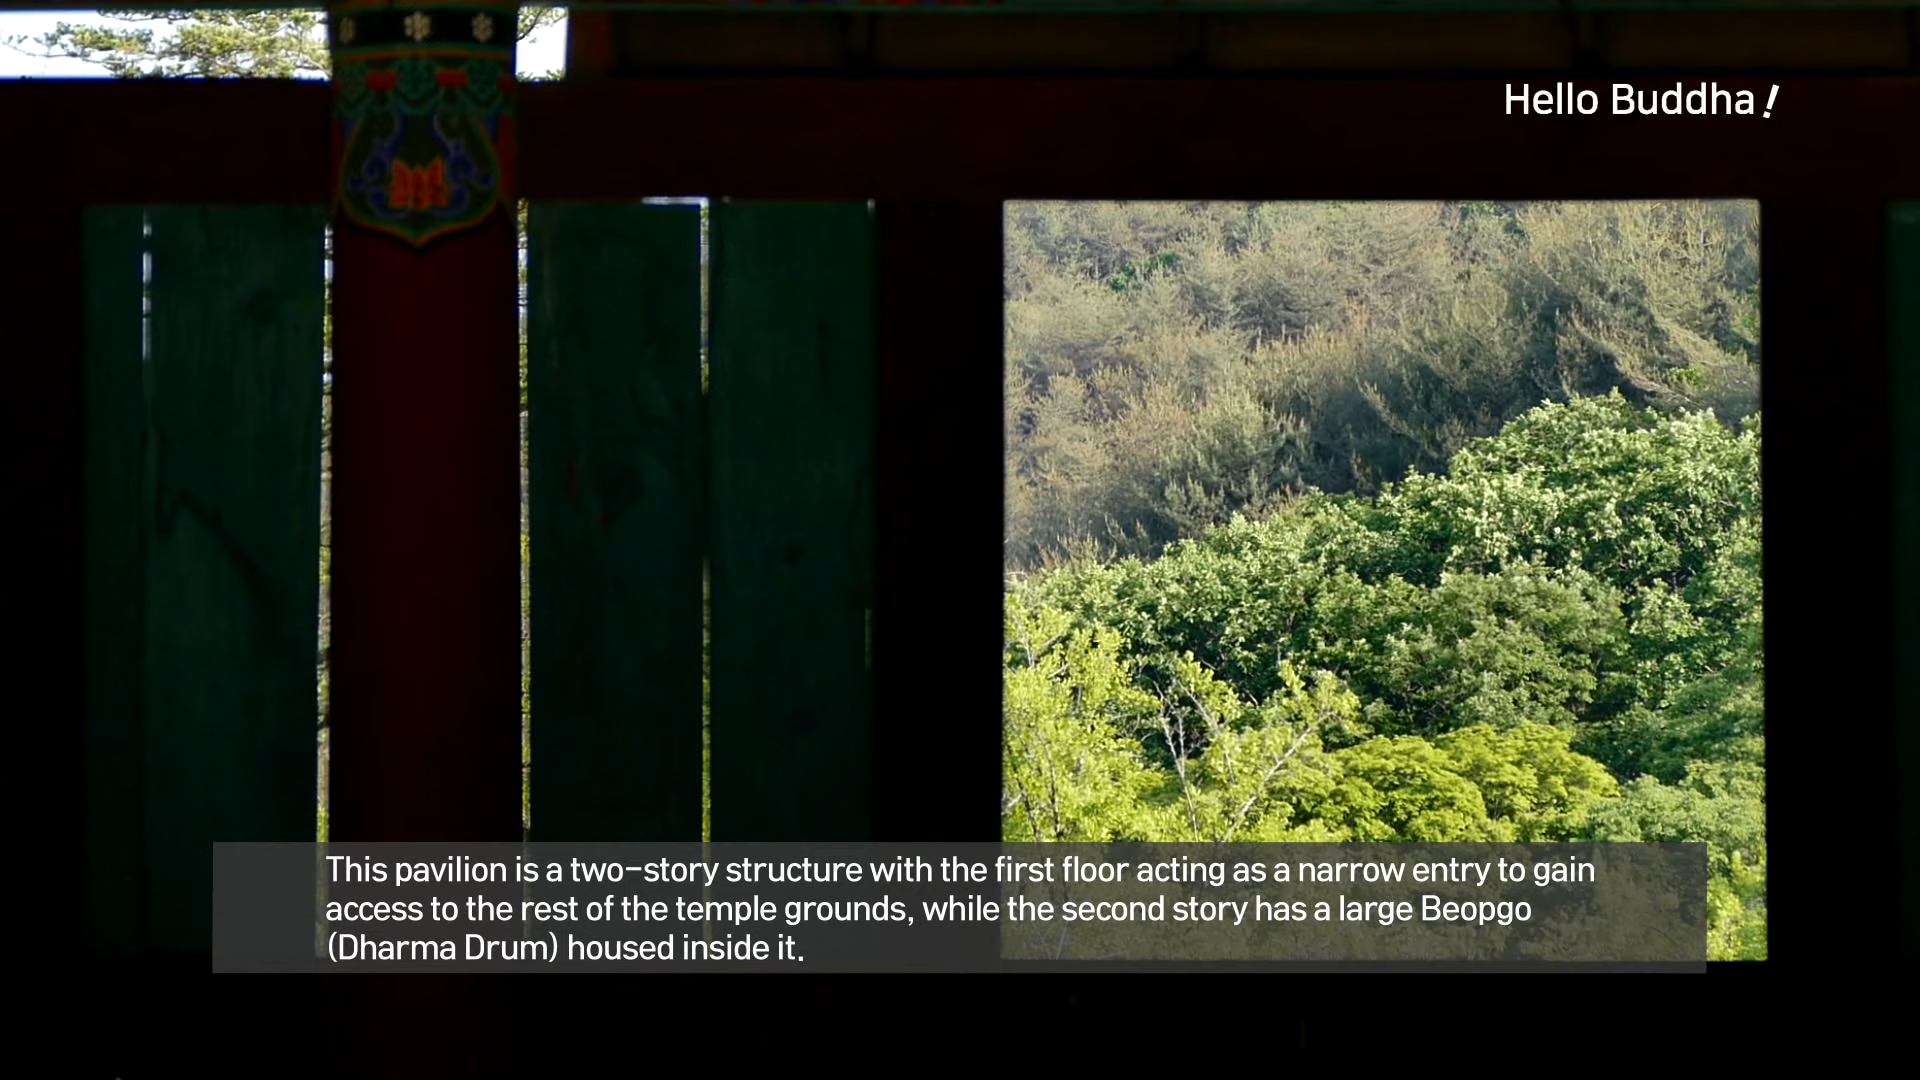 Hello Buddha!
This pavilion is a two-story structure with the first floor acting as a narrow entry to gain
access to the rest of the temple grounds, while the second story has a large Beopgo
(Dharma Drum) housed inside it.